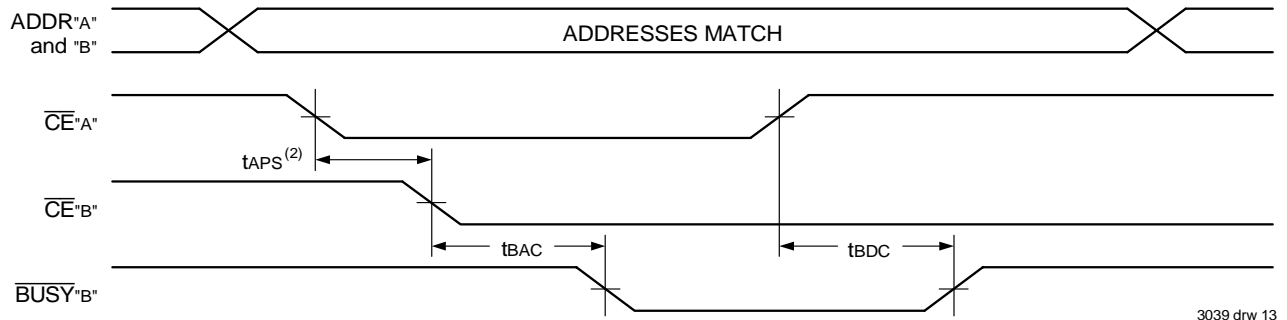 ADDR"A"
and "B"
ADDRESSES MATCH
CE"A"
tAPS(2)
CE"B"
tBAC
tBDC
BUSY"B"
3039 drw 13